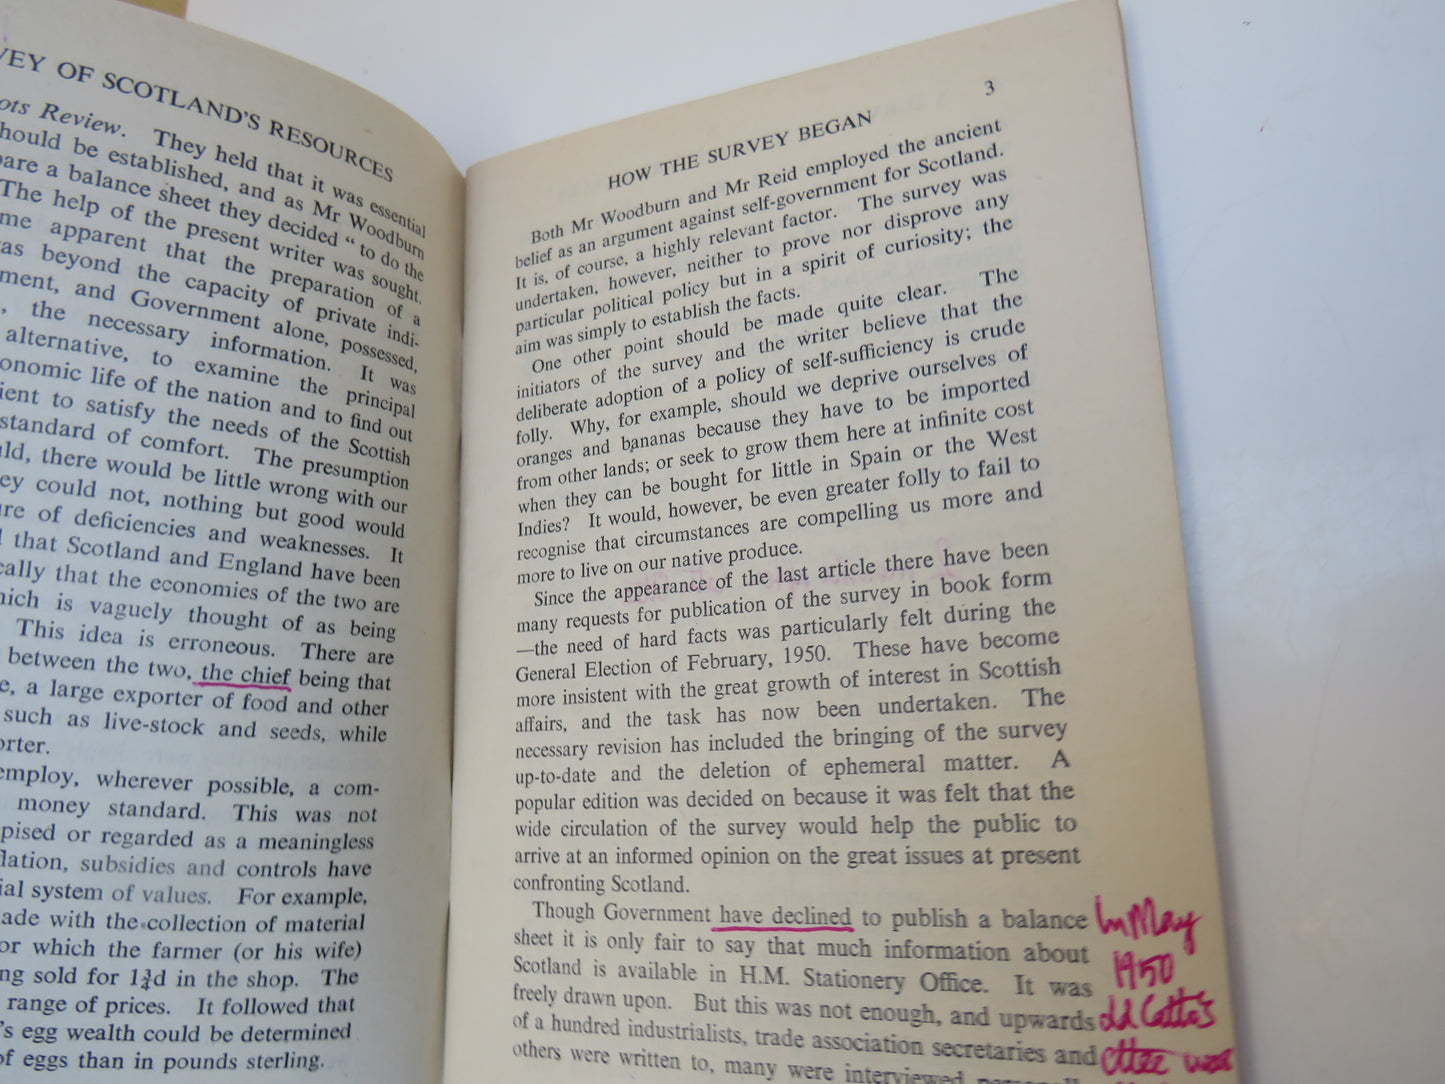 VEY OF SCOTLAND'S RESOURCES
ots Review. They held that it was essential
hould be established, and as Mr Woodburn
pare a balance sheet they decided “ to do the
The help of the present writer was sought.
me apparent that the preparation of a
as beyond the capacity of private indi-
ment, and Government alone, possessed,
, the necessary information. It was
alternative, to examine the principal
onomic life of the nation and to find out
ient to satisfy the needs of the Scottish
standard of comfort. The presumption
ld, there would be little wrong with our
ey could not, nothing but good would
re of deficiencies and weaknesses. It
that Scotland and England have been
cally that the economies of the two are
hich is vaguely thought of as being
This idea is erroneous. There are
between the two, the chief being that
e, a large exporter of food and other
such as live-stock and seeds, while
orter.
employ, wherever possible, a com-
money standard. This was not
pised or regarded as a meaningless
flation, subsidies and controls have
ial system of values. For example,
ade with the collection of material
or which the farmer (or his wife)
ng sold for 1¾d in the shop. The
range of prices. It followed that
's egg wealth could be determined
of eggs than in pounds sterling.
HOW THE SURVEY BEGAN 3
Both Mr Woodburn and Mr Reid employed the ancient
belief as an argument against self-government for Scotland.
It is, of course, a highly relevant factor. The survey was
undertaken, however, neither to prove nor disprove any
particular political policy but in a spirit of curiosity; the
aim was simply to establish the facts.
One other point should be made quite clear. The
initiators of the survey and the writer believe that the
deliberate adoption of a policy of self-sufficiency is crude
folly. Why, for example, should we deprive ourselves of
oranges and bananas because they have to be imported
from other lands; or seek to grow them here at infinite cost
when they can be bought for little in Spain or the West
Indies? It would, however, be even greater folly to fail to
recognise that circumstances are compelling us more and
more to live on our native produce.
Since the appearance of the last article there have been
many requests for publication of the survey in book form
—the need of hard facts was particularly felt during the
General Election of February, 1950. These have become
more insistent with the great growth of interest in Scottish
affairs, and the task has now been undertaken. The
necessary revision has included the bringing of the survey
up-to-date and the deletion of ephemeral matter. A
popular edition was decided on because it was felt that the
wide circulation of the survey would help the public to
arrive at an informed opinion on the great issues at present
confronting Scotland.
Though Government have declined to publish a balance
sheet it is only fair to say that much information about
Scotland is available in H.M. Stationery Office. It was
freely drawn upon. But this was not enough, and upwards
of a hundred industrialists, trade association secretaries and
others were written to, many were interviewed personally
In May
1950
was